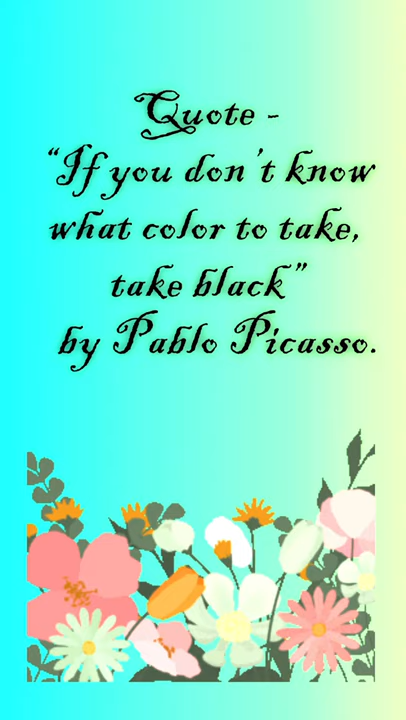 Quote -
“If you don't know
what color to take,
take black”
by Pablo Picasso.